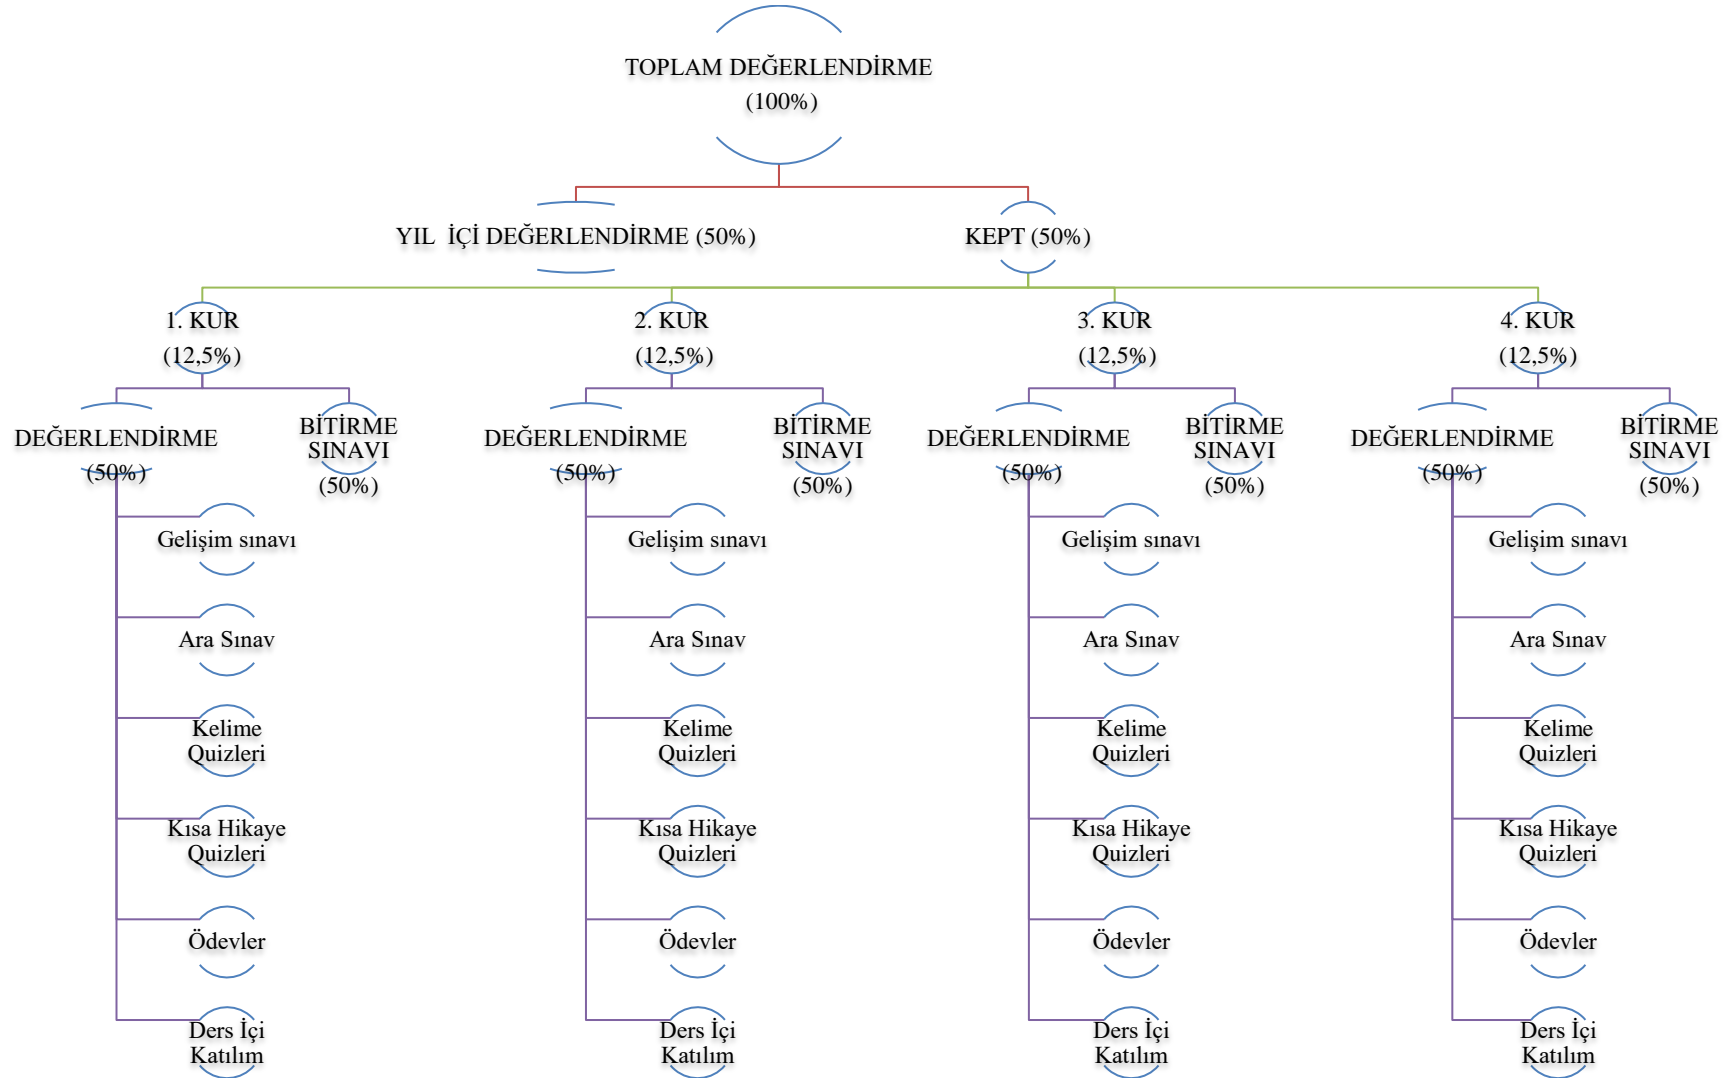 TOPLAM DEĞERLENDİRME
(100%)
YIL  İÇİ DEĞERLENDİRME (50%)
KEPT (50%)
1. KUR
(12,5%)
2. KUR
(12,5%)
3. KUR
(12,5%)
4. KUR
(12,5%)
DEĞERLENDİRME
(50%)
BİTİRME
SINAVI
(50%)
DEĞERLENDİRME
(50%)
BİTİRME
SINAVI
(50%)
DEĞERLENDİRME
(50%)
BİTİRME
SINAVI
(50%)
DEĞERLENDİRME
(50%)
BİTİRME
SINAVI
(50%)
Gelişim sınavı
Gelişim sınavı
Gelişim sınavı
Gelişim sınavı
Ara Sınav
Ara Sınav
Ara Sınav
Ara Sınav
Kelime
Quizleri
Kelime
Quizleri
Kelime
Quizleri
Kelime
Quizleri
Kısa Hikaye
Quizleri
Kısa Hikaye
Quizleri
Kısa Hikaye
Quizleri
Kısa Hikaye
Quizleri
Ödevler
Ödevler
Ödevler
Ödevler
Ders İçi
Katılım
Ders İçi
Katılım
Ders İçi
Katılım
Ders İçi
Katılım